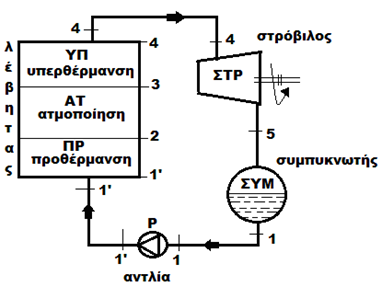 4
4
στρόβιλος
λέβητας
ΥΠ
υπερθέρμανση
4
ΣΤΡ
3
ΑΤ
ατμοποίηση
2
ΠΡ
προθέρμανση
1'
5
συμπυκνωτής
ΣΥΜ
1'
1
P
1'
1
αντλία